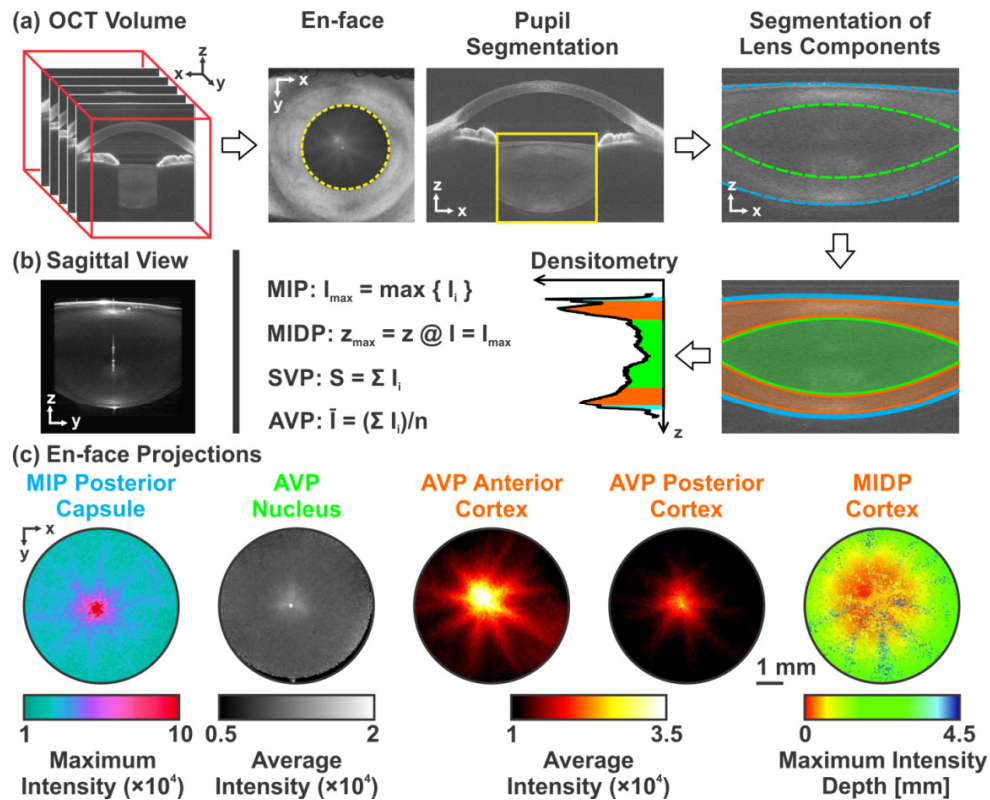 (a) OCT Volume
En-face
Pupil
Segmentation
Segmentation of
Lens Components
z
x
y
x
y
z
x
z
x
(b) Sagittal View
z
y
MIP: Imax = max { Ii }
MIDP: zmax = z @ I = Imax
SVP: S = Σ Ii
AVP: Ī = (Σ Ii)/n
Densitometry
z
(c) En-face Projections
MIP Posterior
Capsule
AVP
Nucleus
AVP Anterior
Cortex
AVP Posterior
Cortex
MIDP
Cortex
x
y
1 mm
1 10
Maximum
Intensity (×10⁴)
0.5 2
Average
Intensity (×10⁴)
1 3.5
Average
Intensity (×10⁴)
0 4.5
Maximum Intensity
Depth [mm]